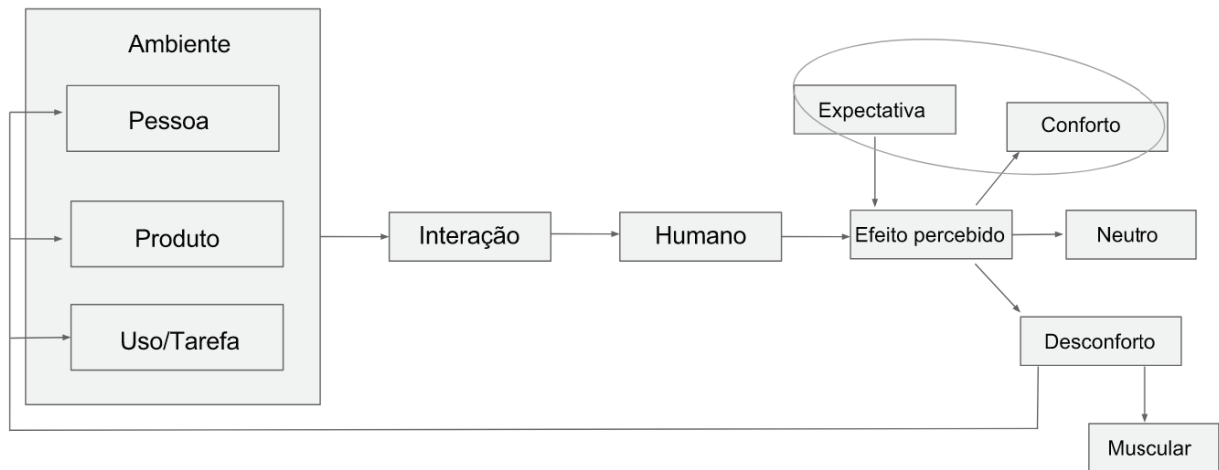 Ambiente
Pessoa
Produto
Uso/Tarefa
Interação
Humano
Expectativa
Efeito percebido
Conforto
Neutro
Desconforto
Muscular